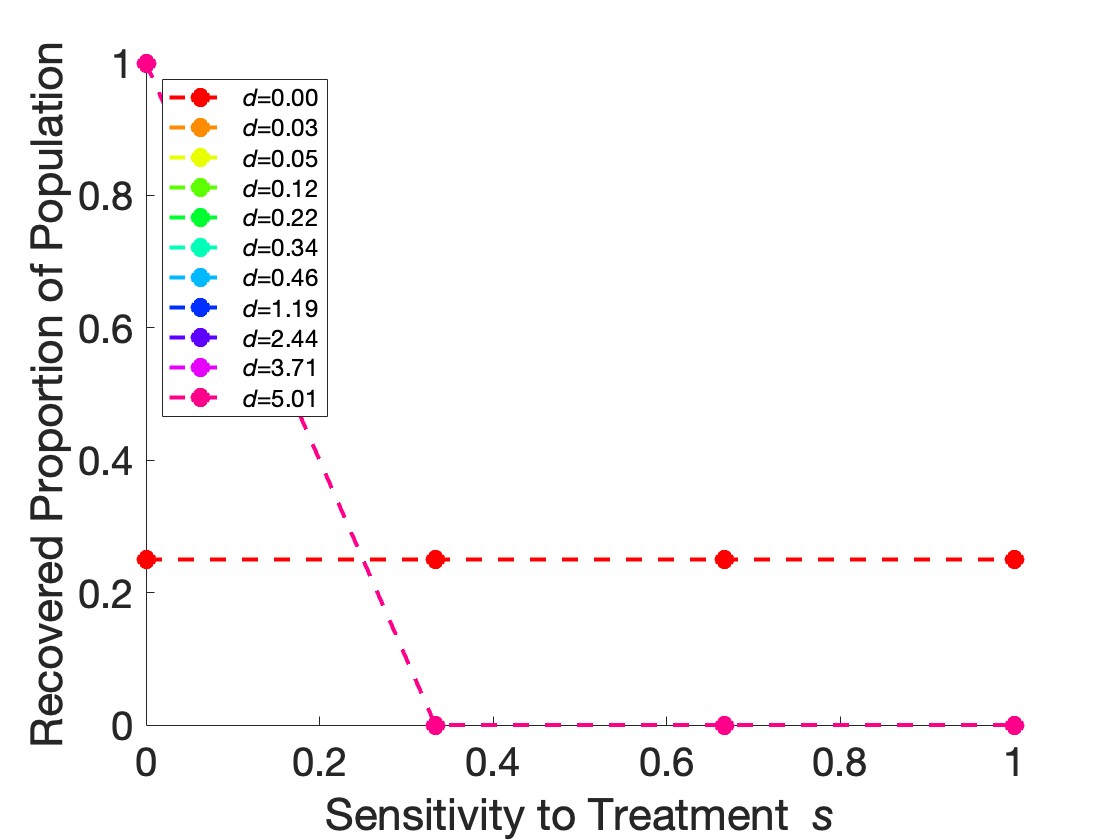 Recovered Proportion of Population
1
0.8
0.6
0.4
0.2
0
d=0.00
d=0.03
d=0.05
d=0.12
d=0.22
d=0.34
d=0.46
d=1.19
d=2.44
d=3.71
d=5.01
0 0.2 0.4 0.6 0.8 1
Sensitivity to Treatment s